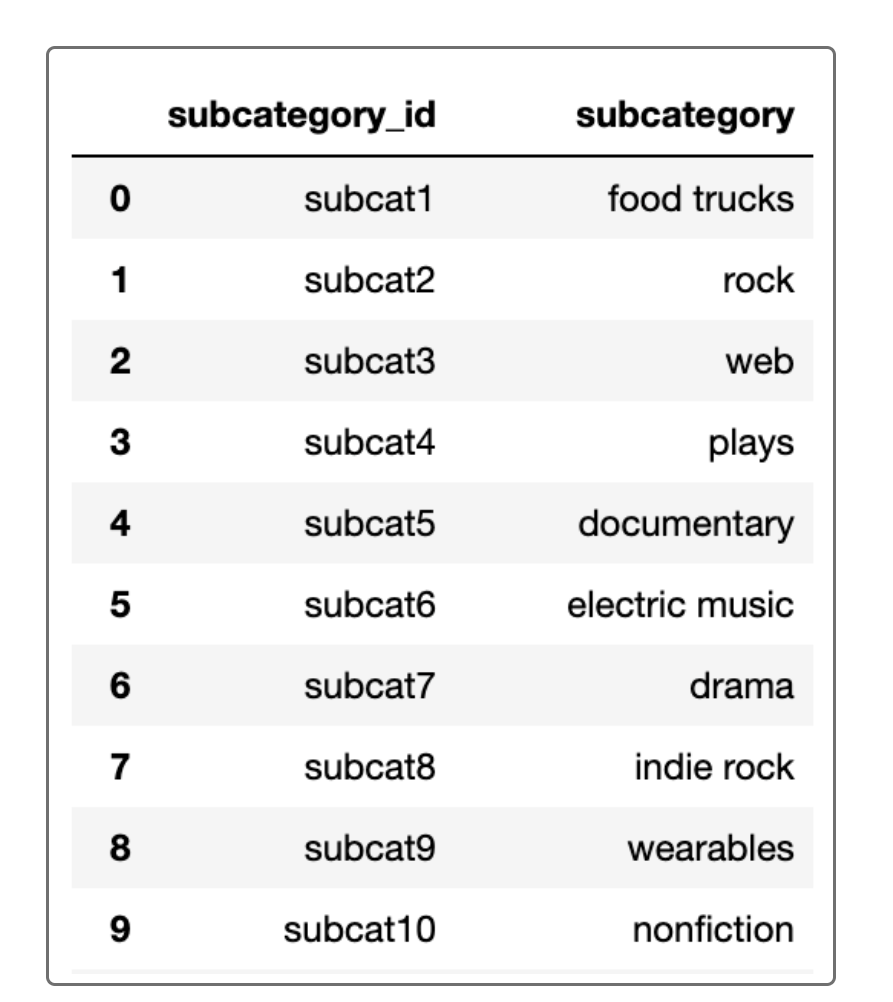 subcategory_id subcategory
0 subcat1 food trucks
1 subcat2 rock
2 subcat3 web
3 subcat4 plays
4 subcat5 documentary
5 subcat6 electric music
6 subcat7 drama
7 subcat8 indie rock
8 subcat9 wearables
9 subcat10 nonfiction